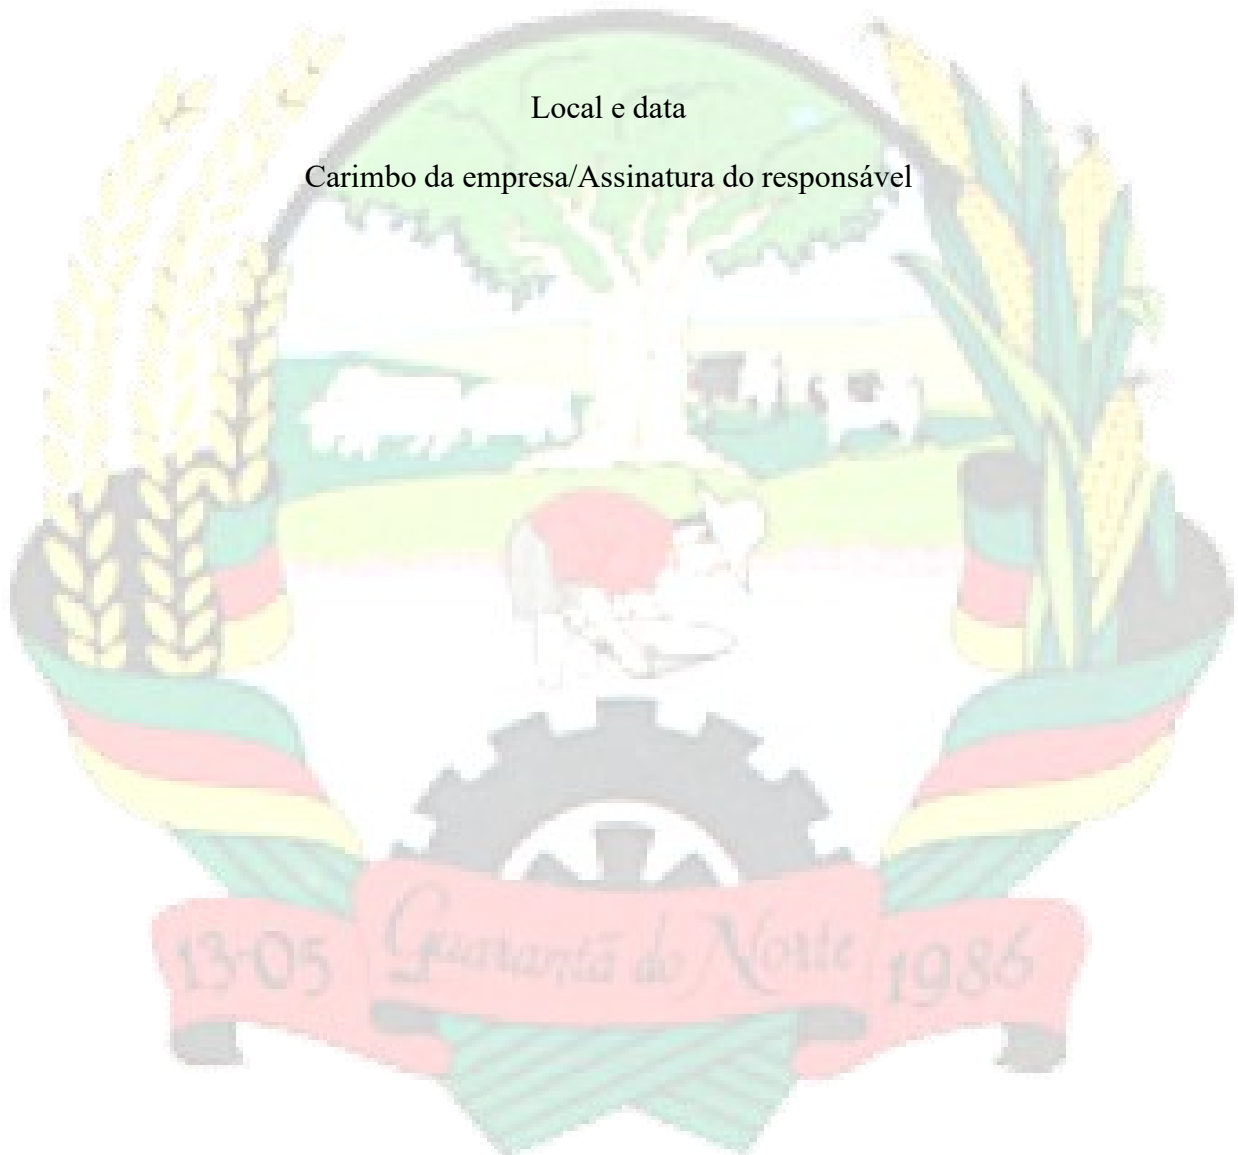 Local e data
Carimbo da empresa/Assinatura do responsável
13-05 Guarantã do Norte 1986